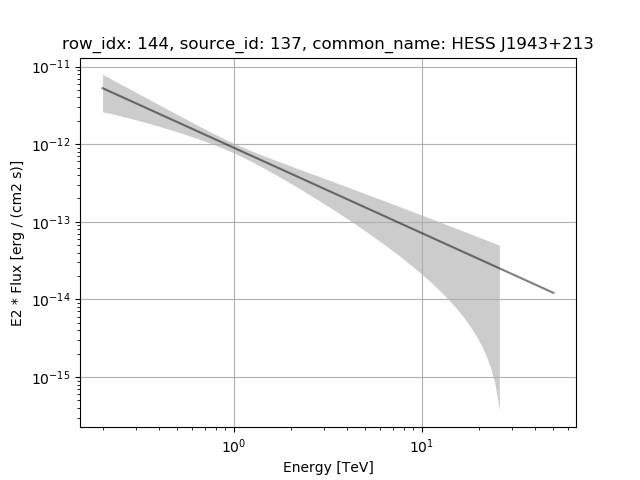 row_idx: 144, source_id: 137, common_name: HESS J1943+213
10⁻¹¹
10⁻¹²
10⁻¹³
10⁻¹⁴
10⁻¹⁵
E2 * Flux [erg / (cm2 s)]
10⁰ 10¹
Energy [TeV]